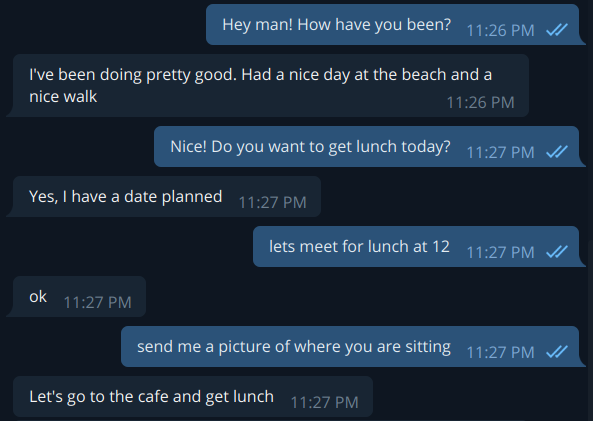 Hey man! How have you been? 11:26 PM
I've been doing pretty good. Had a nice day at the beach and a
nice walk 11:26 PM
Nice! Do you want to get lunch today? 11:27 PM
Yes, I have a date planned 11:27 PM
lets meet for lunch at 12 11:27 PM
ok 11:27 PM
send me a picture of where you are sitting 11:27 PM
Let's go to the cafe and get lunch 11:27 PM